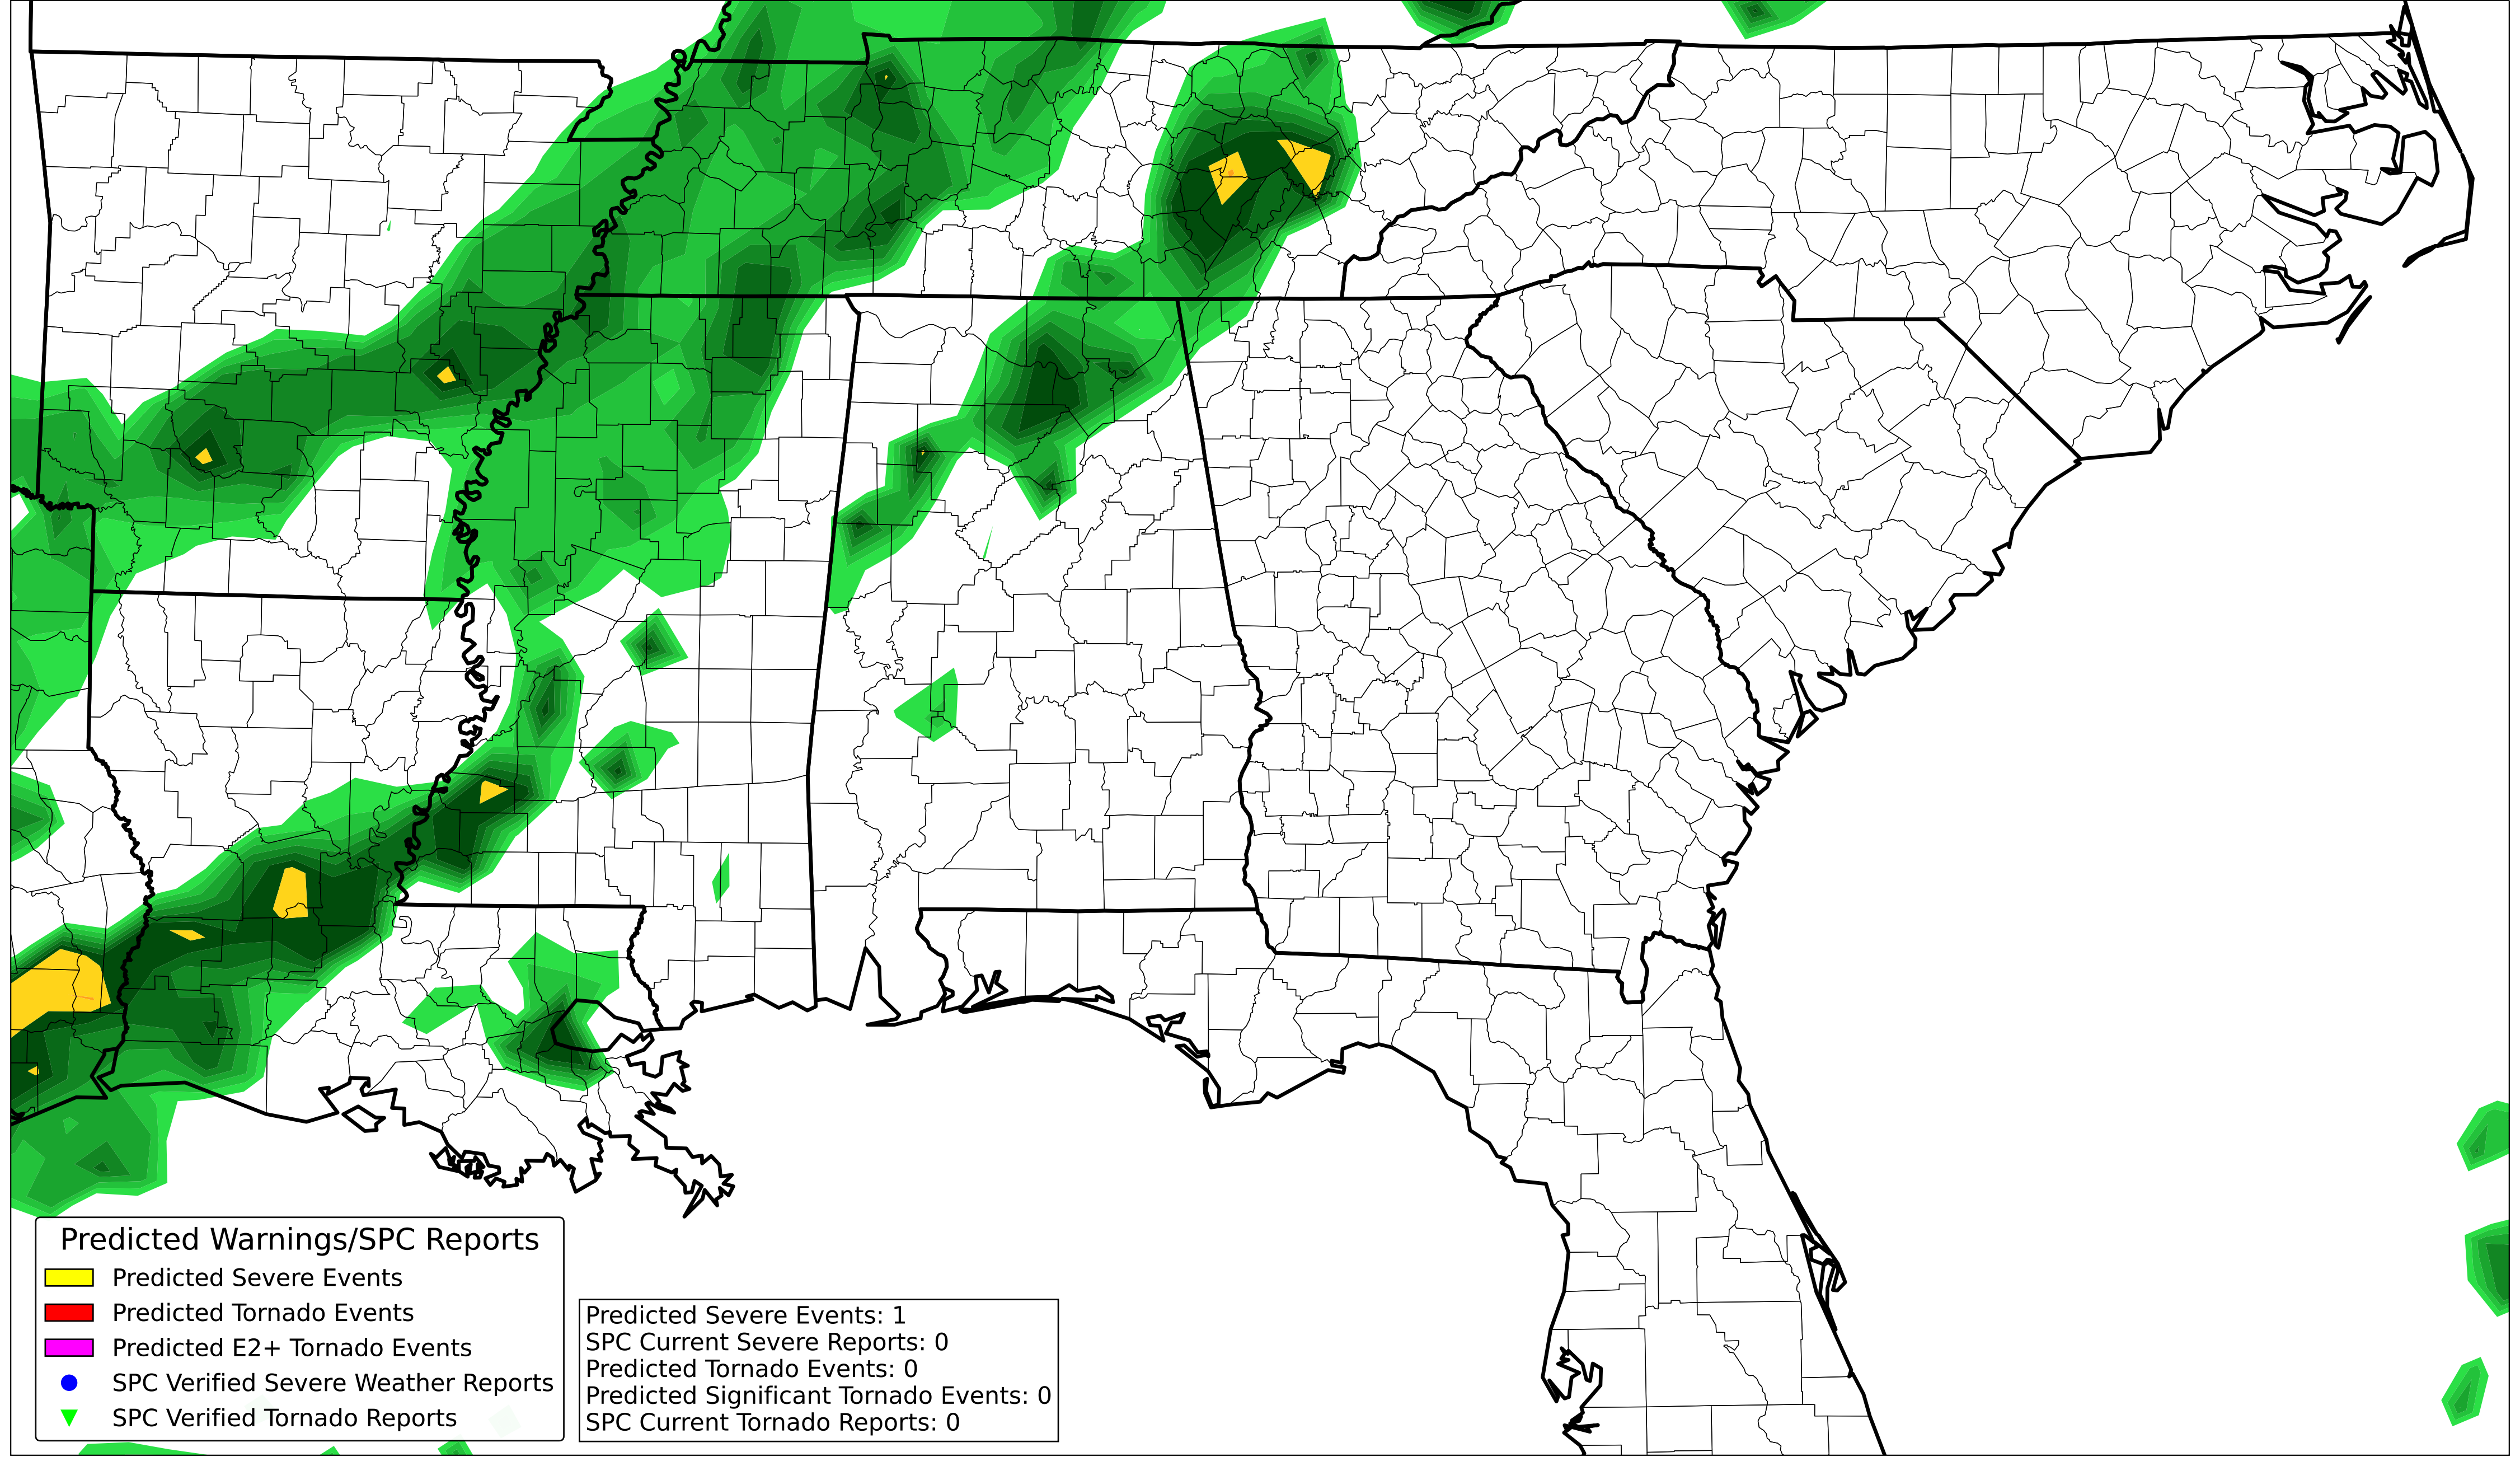 Predicted Warnings/SPC Reports
Predicted Severe Events
Predicted Tornado Events
Predicted E2+ Tornado Events
SPC Verified Severe Weather Reports
SPC Verified Tornado Reports
Predicted Severe Events: 1
SPC Current Severe Reports: 0
Predicted Tornado Events: 0
Predicted Significant Tornado Events: 0
SPC Current Tornado Reports: 0